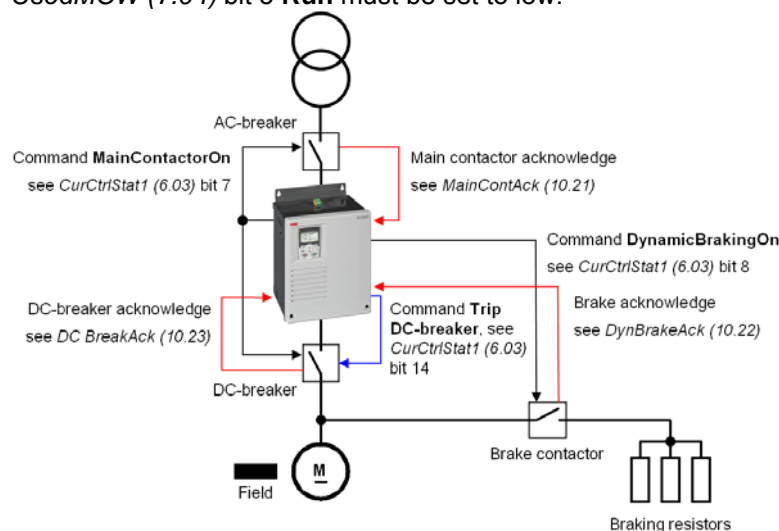 UsedMCW (7.04) bit 3 Run must be set to low.
AC-breaker
Command MainContactorOn
see CurCtrlStat1 (6.03) bit 7
Main contactor acknowledge
see MainContAck (10.21)
Command DynamicBrakingOn
see CurCtrlStat1 (6.03) bit 8
DC-breaker acknowledge
see DC BreakAck (10.23)
Command Trip
DC-breaker, see
CurCtrlStat1 (6.03)
bit 14
Brake acknowledge
see DynBrakeAck (10.22)
DC-breaker
Brake contactor
M
Field
Braking resistors